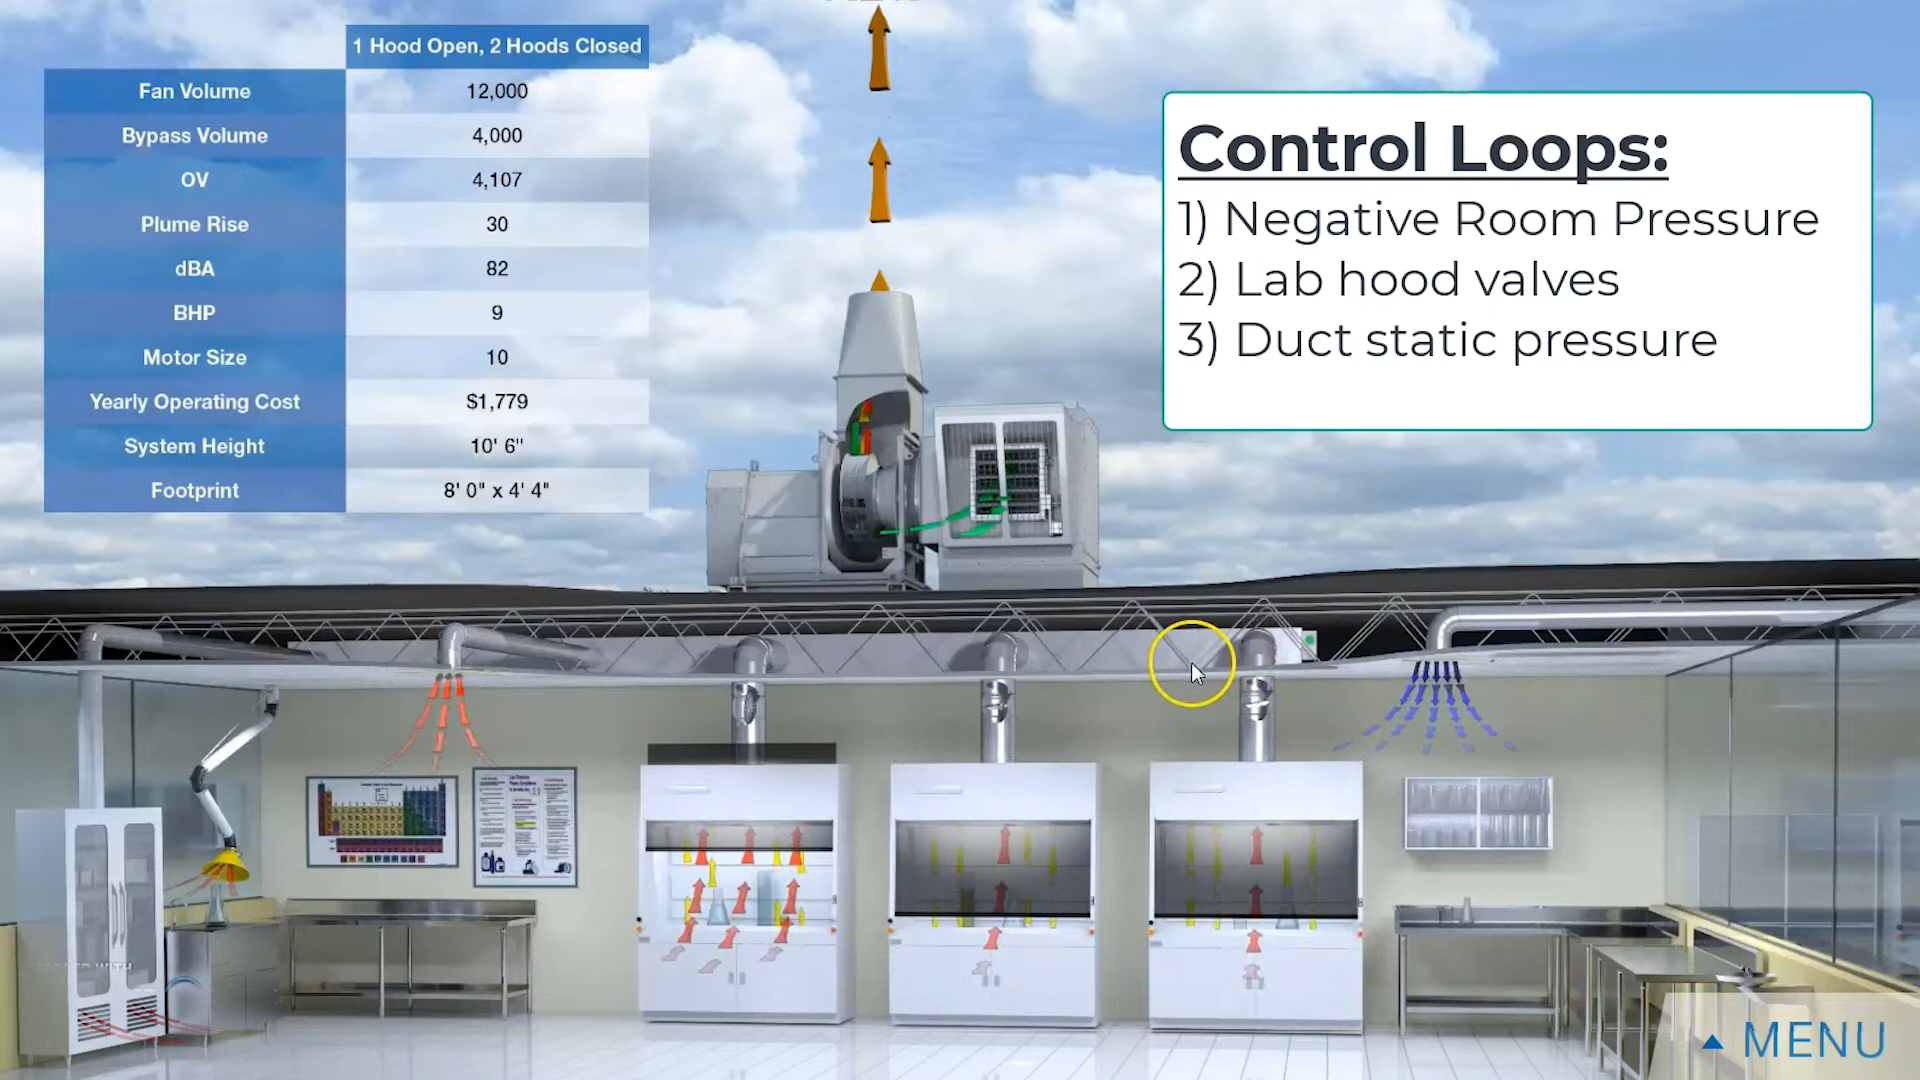 1 Hood Open, 2 Hoods Closed
Fan Volume 12,000
Bypass Volume 4,000
OV 4,107
Plume Rise 30
dBA 82
BHP 9
Motor Size 10
Yearly Operating Cost $1,779
System Height 10' 6"
Footprint 8' 0" x 4' 4"
Control Loops:
1) Negative Room Pressure
2) Lab hood valves
3) Duct static pressure
MENU